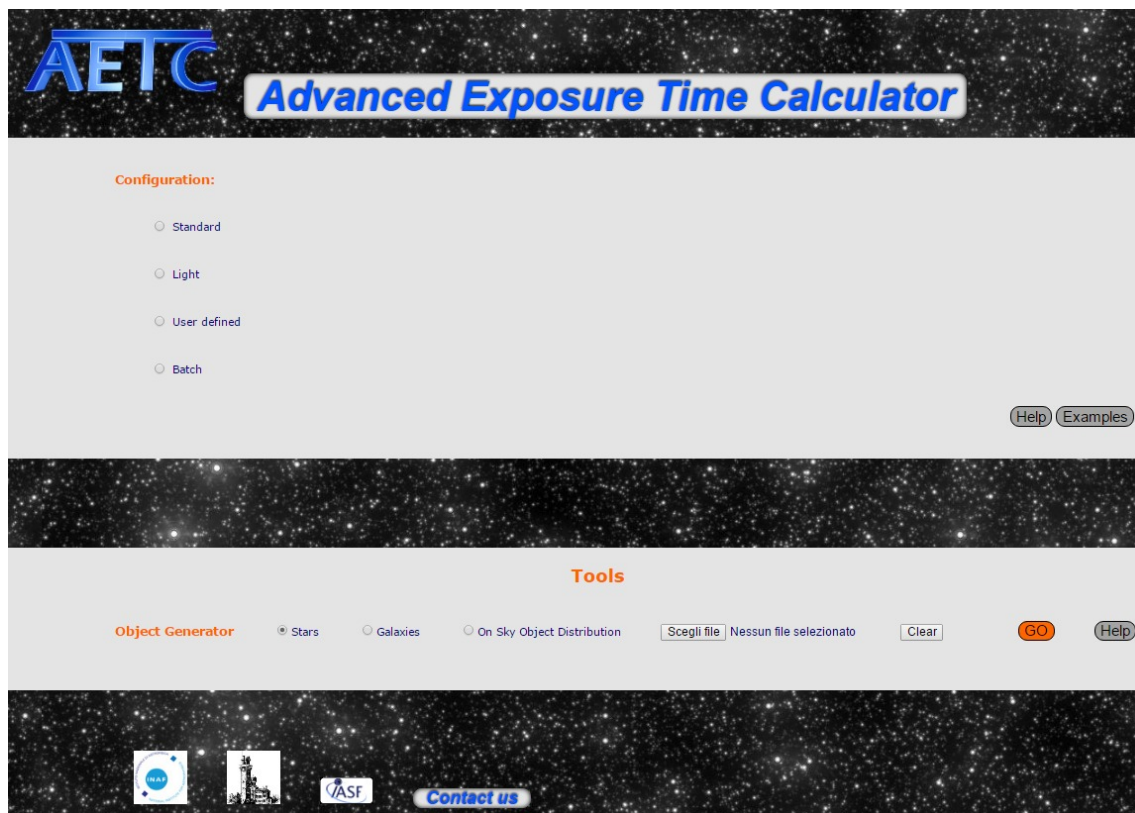 AETC
Advanced Exposure Time Calculator
Configuration:
Standard
Light
User defined
Batch
Help Examples
Tools
Object Generator Stars Galaxies On Sky Object Distribution Scegli file Nessun file selezionato Clear GO Help
INAF
IASF
Contact us